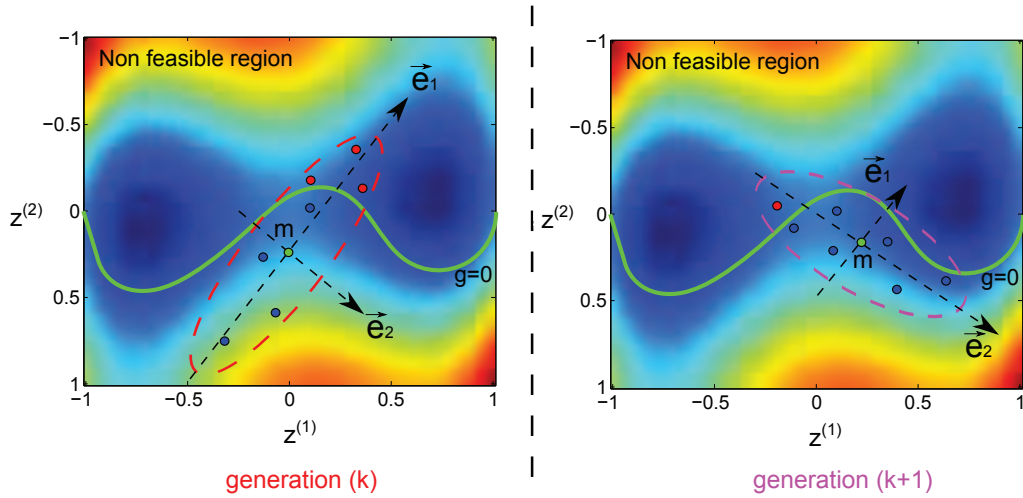 Non feasible region
e1
m
e2
g=0
−1
−0.5
0
0.5
1
z(2)
−1
−0.5
0
0.5
1
z(1)
generation (k)
Non feasible region
e1
m
e2
g=0
−1
−0.5
0
0.5
1
z(2)
−1
−0.5
0
0.5
1
z(1)
generation (k+1)